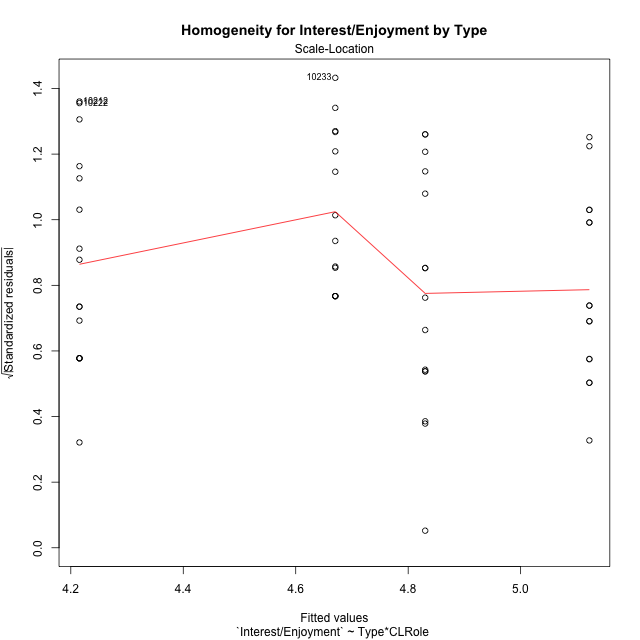 Homogeneity for Interest/Enjoyment by Type
Scale-Location
10233
10222
1.4
1.2
1.0
0.8
0.6
0.4
0.2
0.0
√|Standardized residuals|
4.2 4.4 4.6 4.8 5.0
Fitted values
`Interest/Enjoyment` ~ Type*CLRole